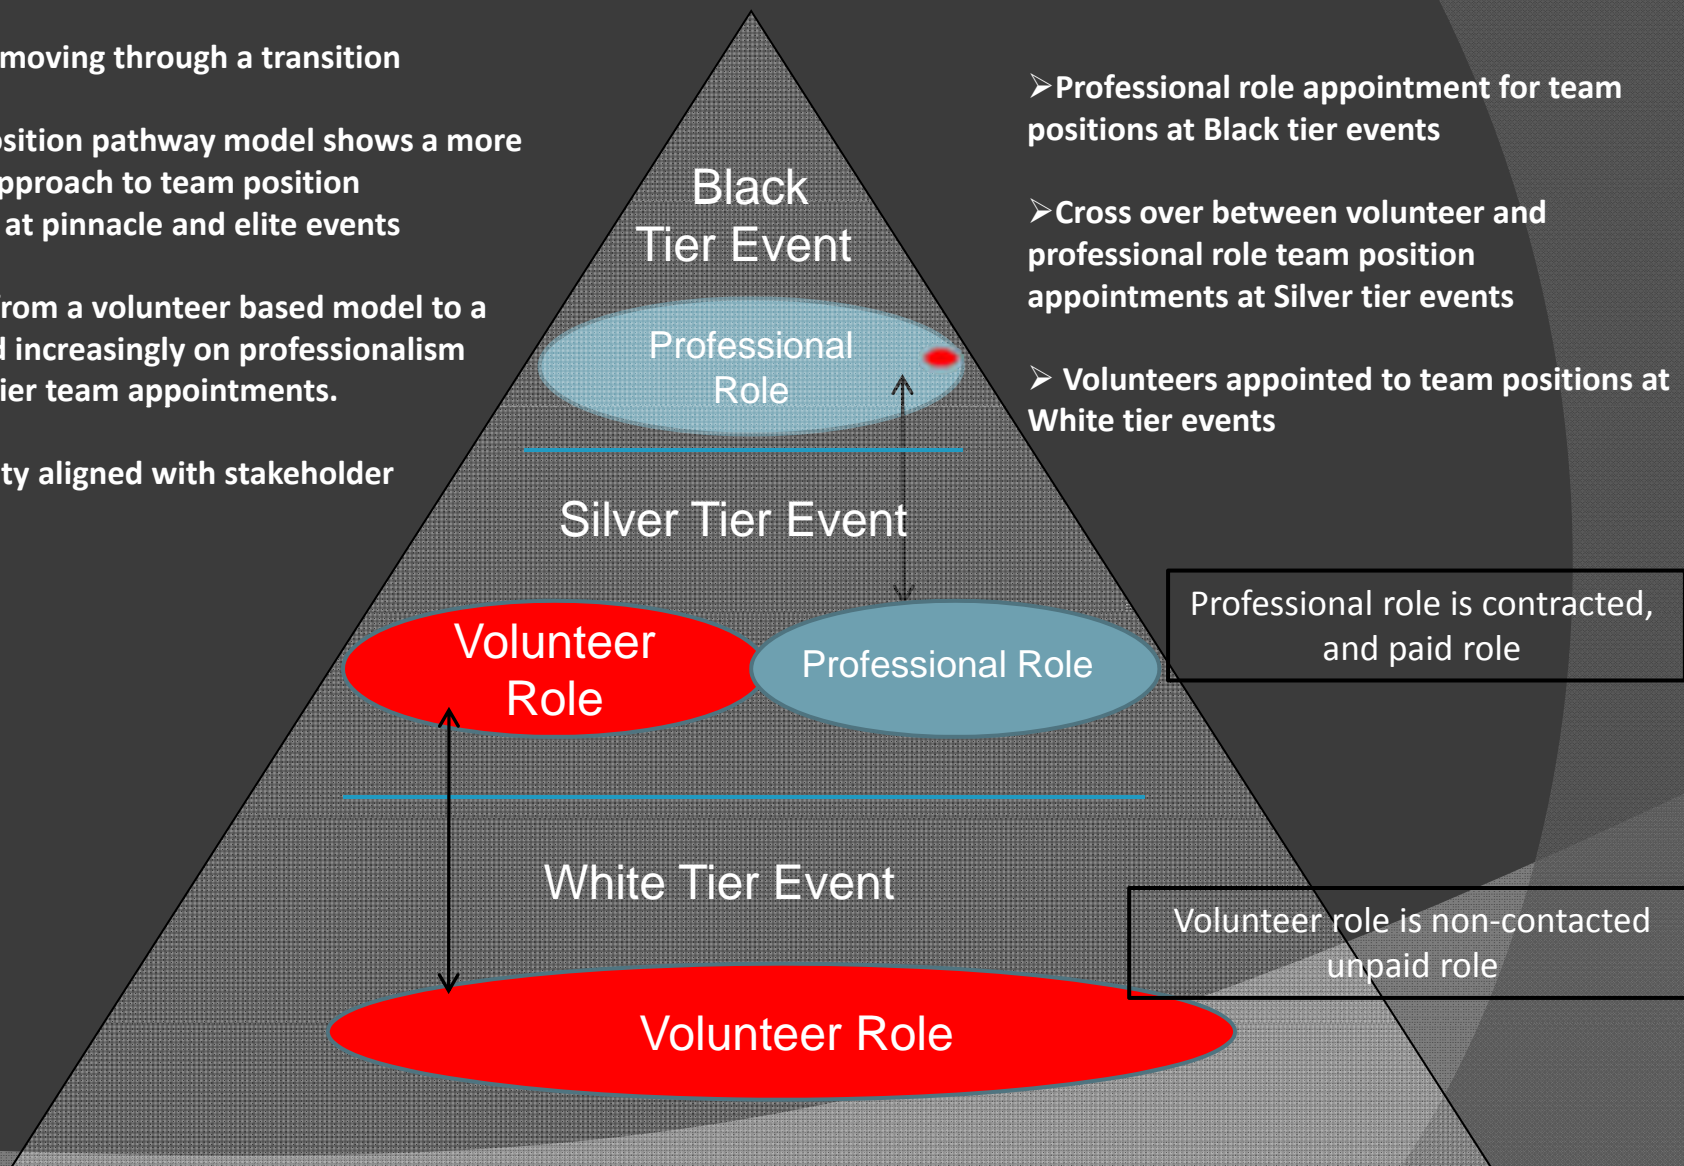 moving through a transition
osition pathway model shows a more
pproach to team position
at pinnacle and elite events
from a volunteer based model to a
d increasingly on professionalism
tier team appointments.
ty aligned with stakeholder
Black
Tier Event
Professional
Role
Silver Tier Event
Volunteer
Role
Professional Role
White Tier Event
Volunteer Role
➢Professional role appointment for team
positions at Black tier events
➢Cross over between volunteer and
professional role team position
appointments at Silver tier events
➢ Volunteers appointed to team positions at
White tier events
Professional role is contracted,
and paid role
Volunteer role is non-contacted
unpaid role